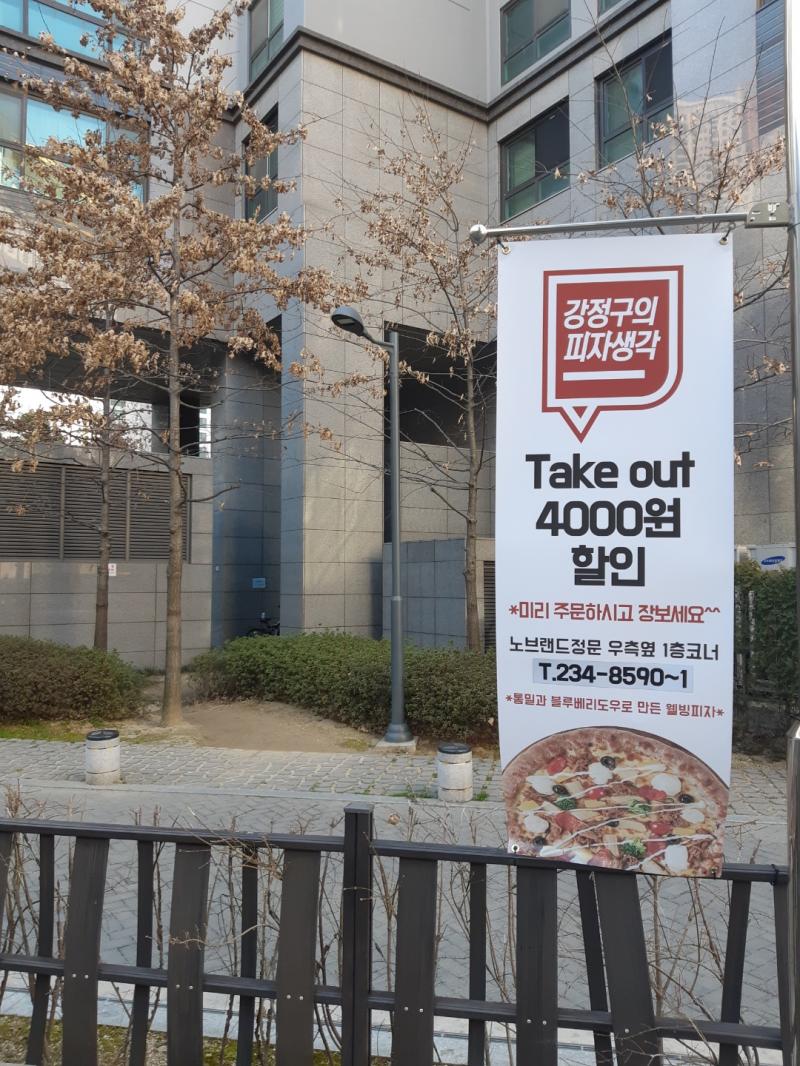 강정구의
피자생각
Take out
4000원
할인
*미리 주문하시고 장보세요^^
노브랜드정문 우측옆 1층코너
T.234-8590~1
*통밀과 블루베리도우로 만든 웰빙피자*
SAMSUNG